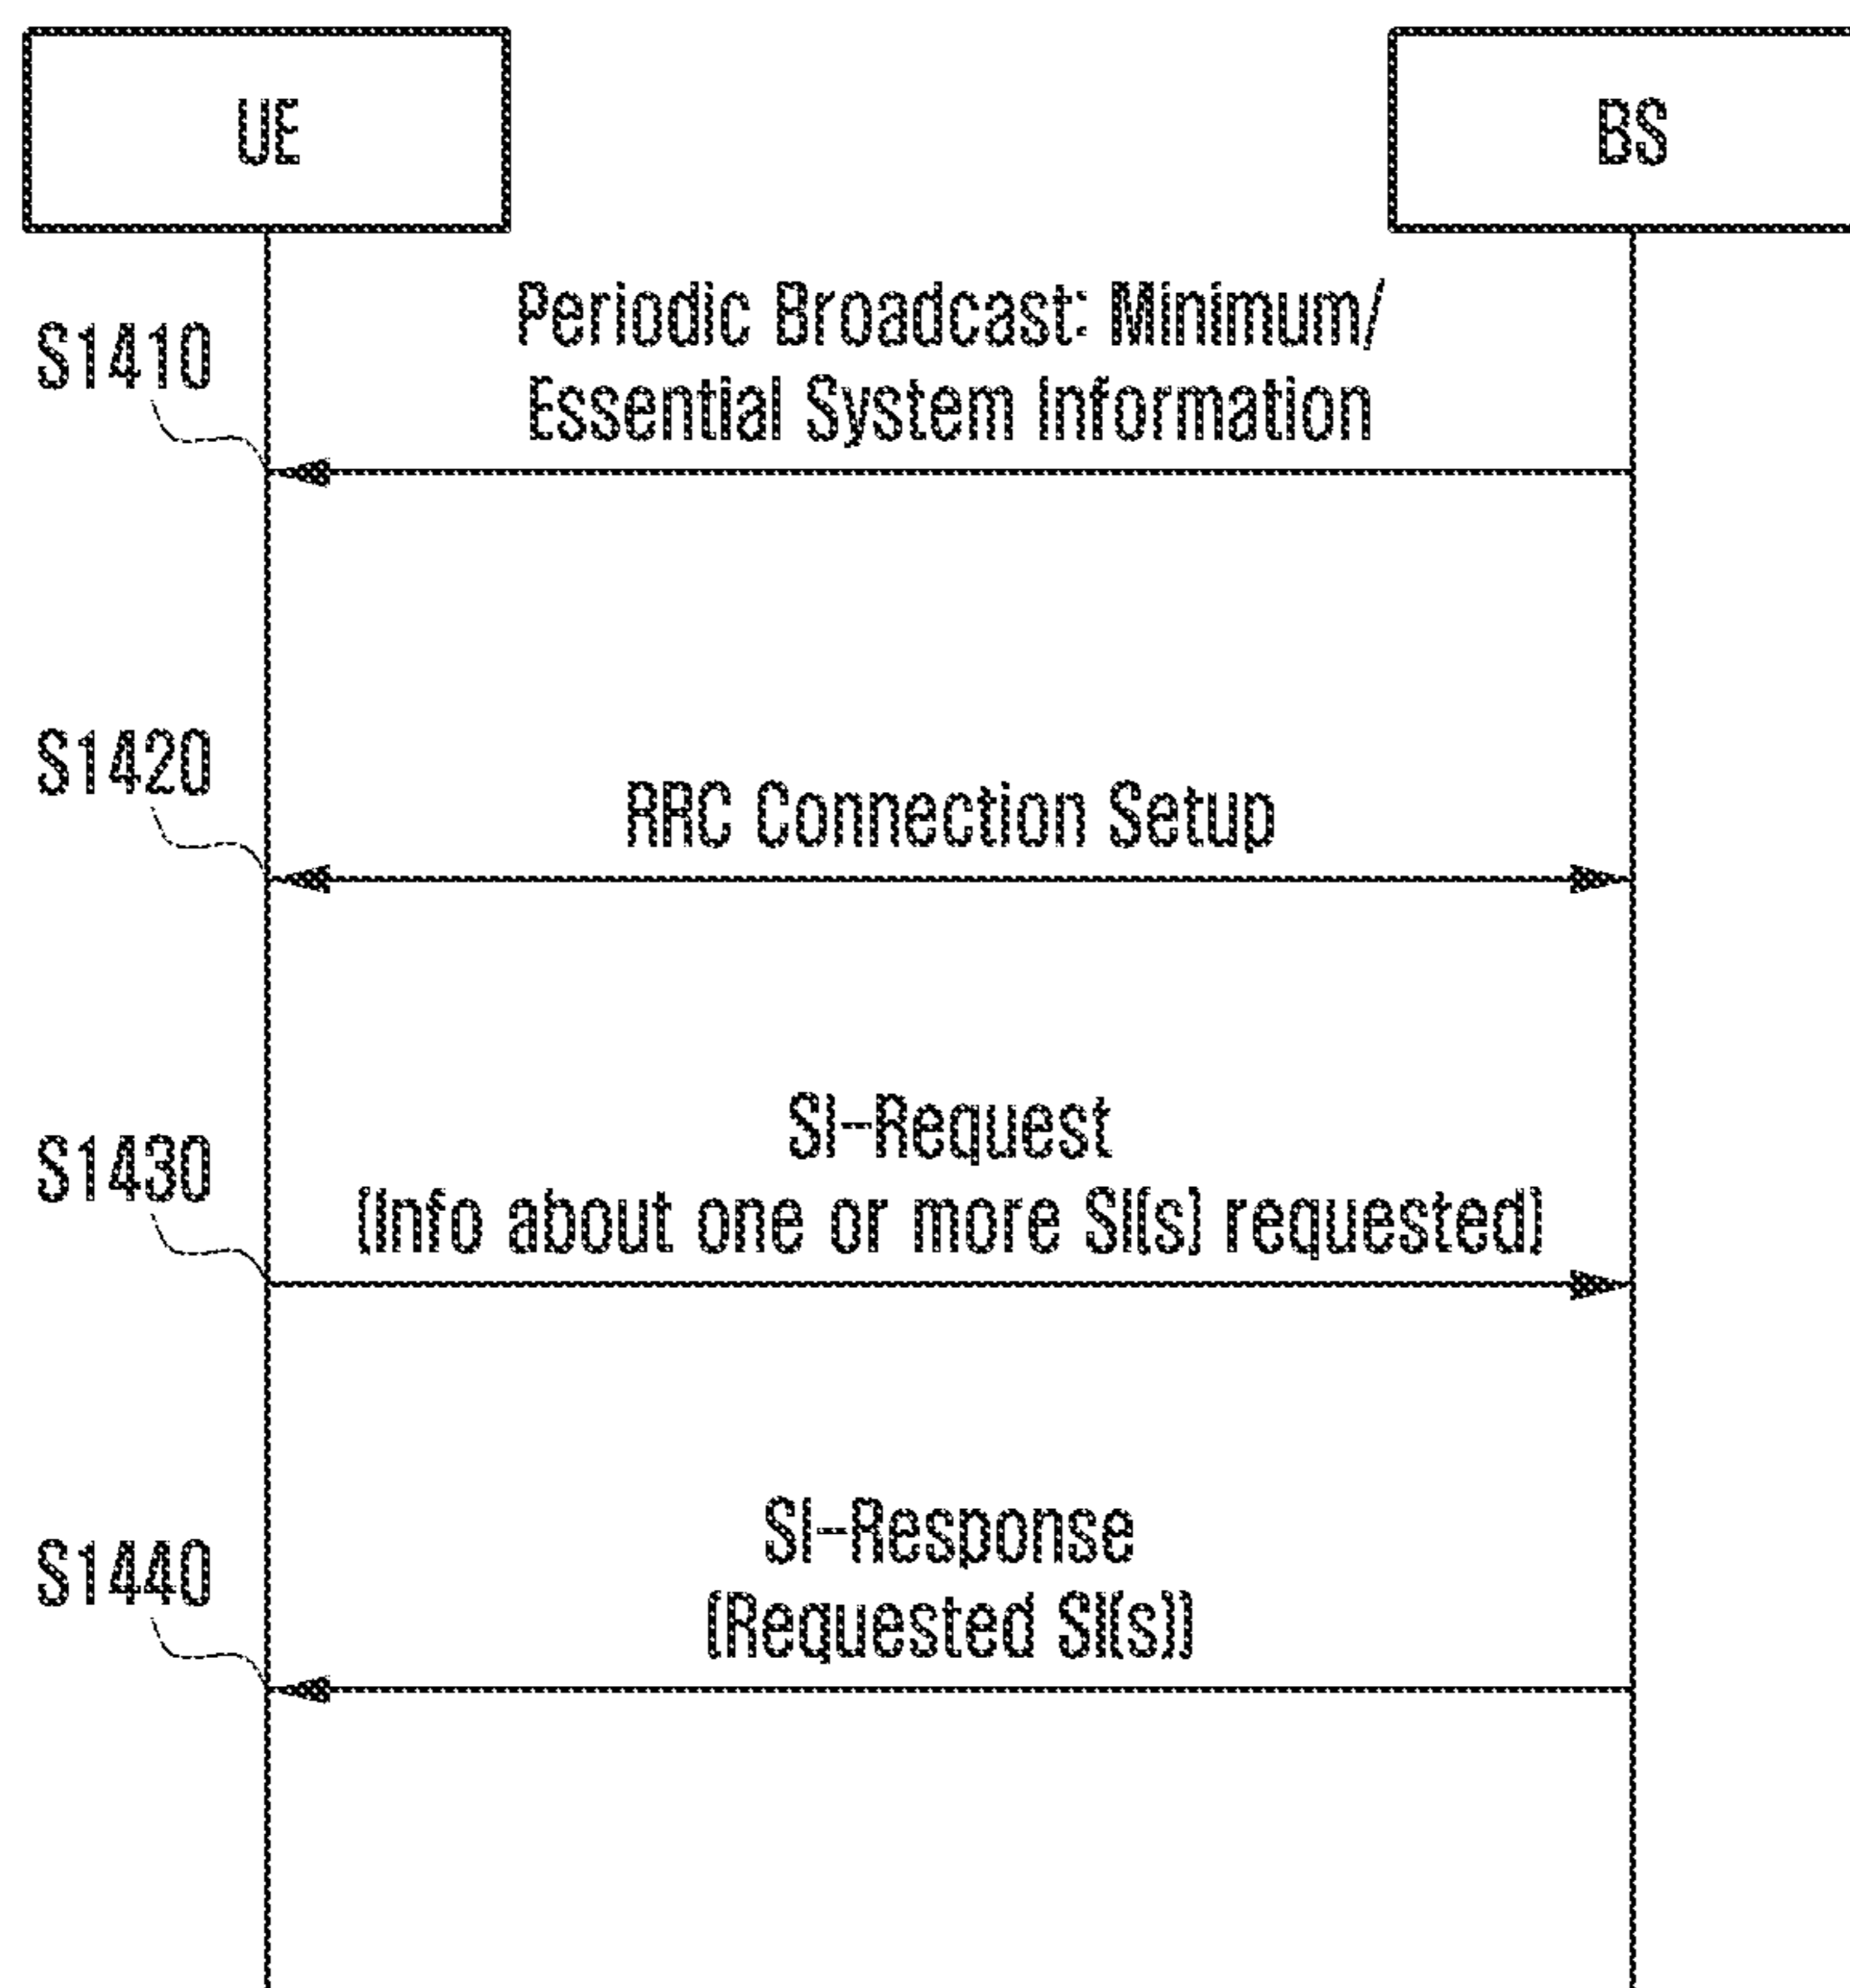 UE
BS
S1410
Periodic Broadcast: Minimum/
Essential System Information
S1420
RRC Connection Setup
S1430
SI-Request
(Info about one or more SI(s) requested)
S1440
SI-Response
(Requested SI(s))